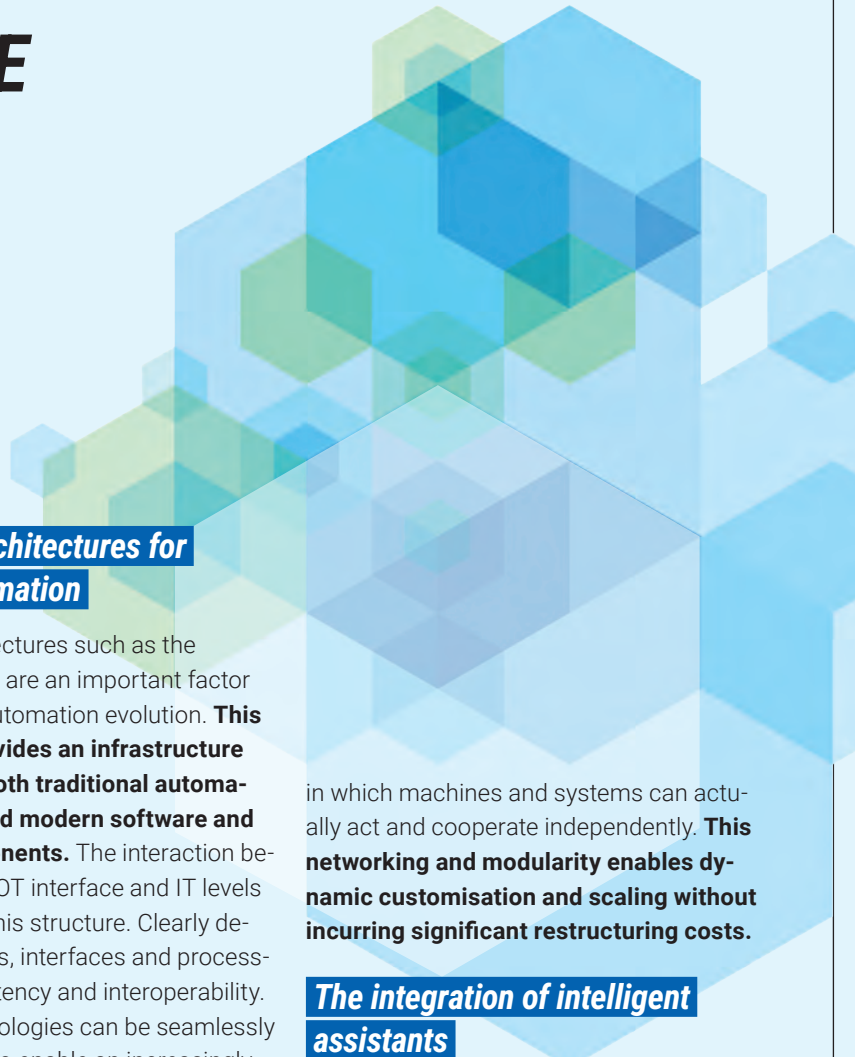 E
chitectures for
mation
ectures such as the
are an important factor
utomation evolution. This
vides an infrastructure
oth traditional automa-
d modern software and
nents. The interaction be-
OT interface and IT levels
his structure. Clearly de-
s, interfaces and process-
tency and interoperability.
ologies can be seamlessly
enable an increasingly
in which machines and systems can actu-
ally act and cooperate independently. This
networking and modularity enables dy-
namic customisation and scaling without
incurring significant restructuring costs.
The integration of intelligent
assistants